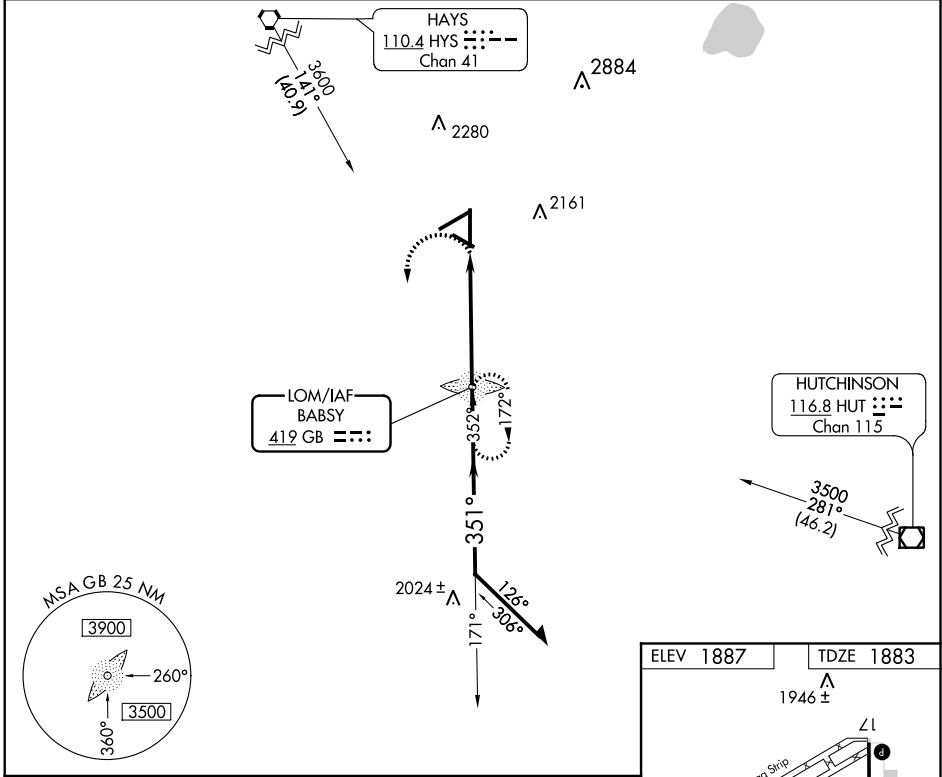 HAYS
110.4 HYS
Chan 41
3600
141°
(40.9)
2884
2280
2161
LOM/IAF
BABSY
419 GB
352°
172°
HUTCHINSON
116.8 HUT
Chan 115
3500
281°
(46.2)
351°
2024 ±
126°
306°
171°
MSA GB 25 NM
3900
260°
3500
360°
ELEV 1887
TDZE 1883
1946 ±
17
P
Strip